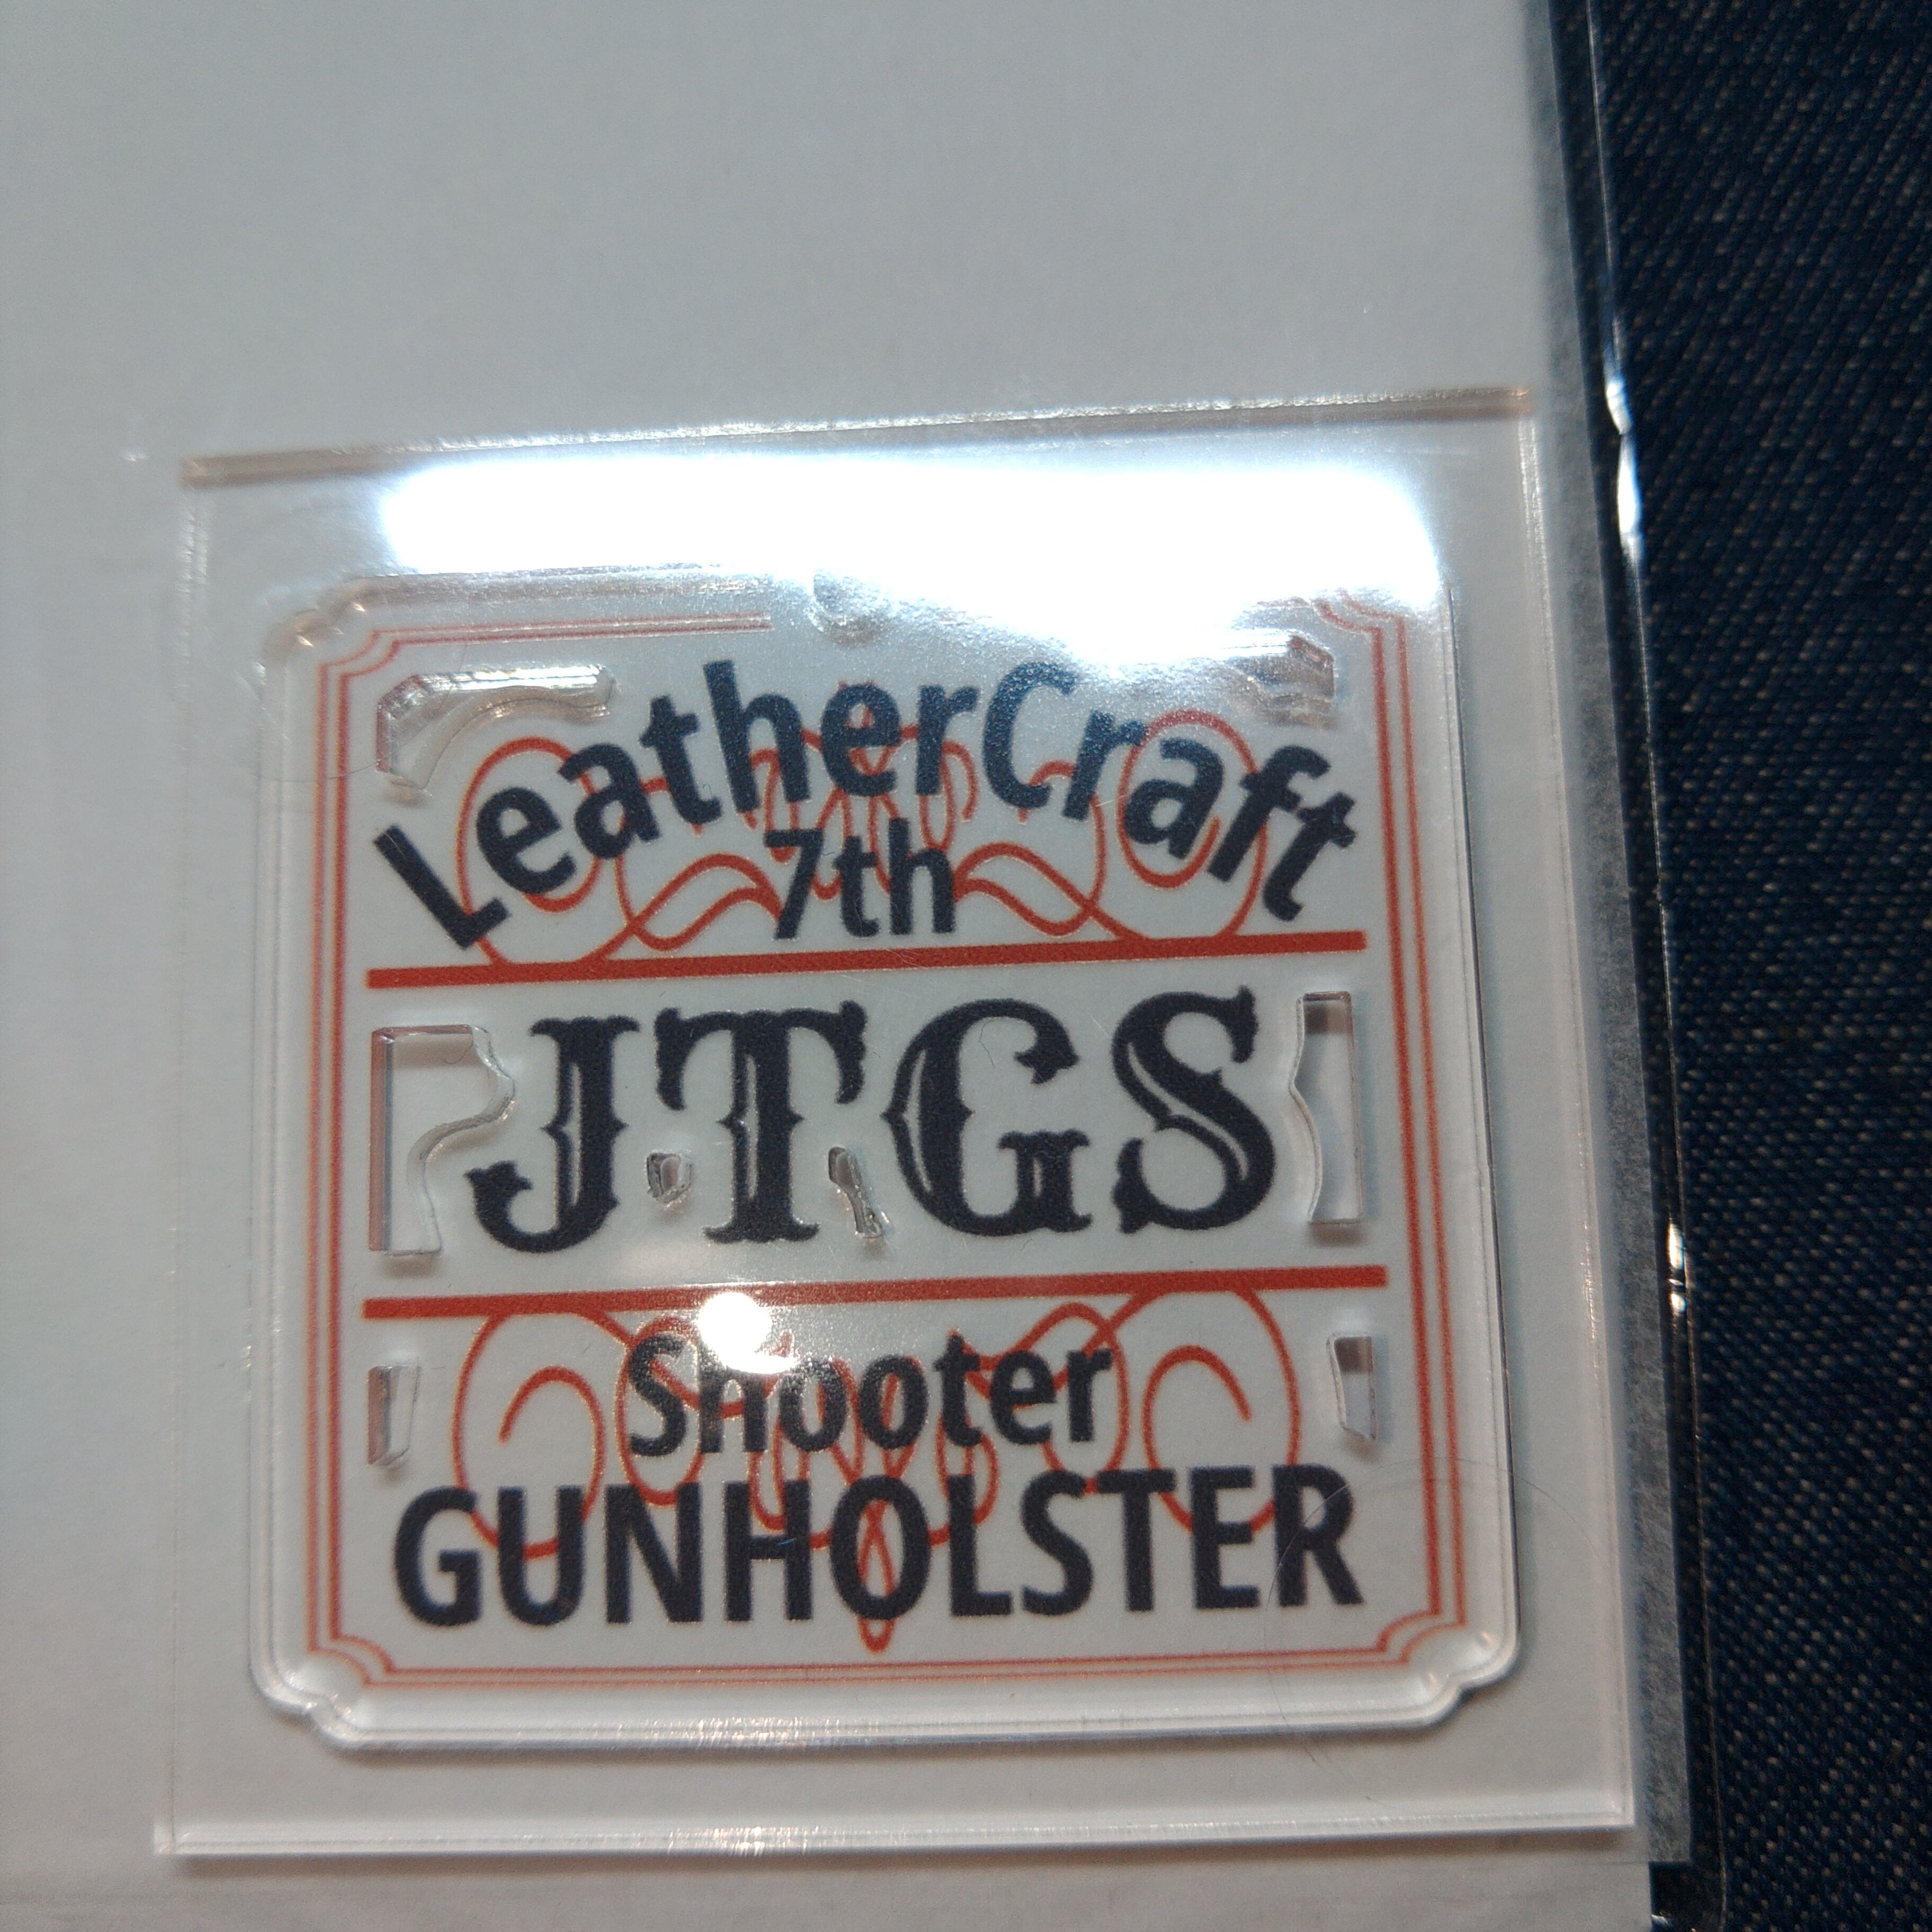 LeatherCraft
7th
JTGS
Shooter
GUNHOLSTER